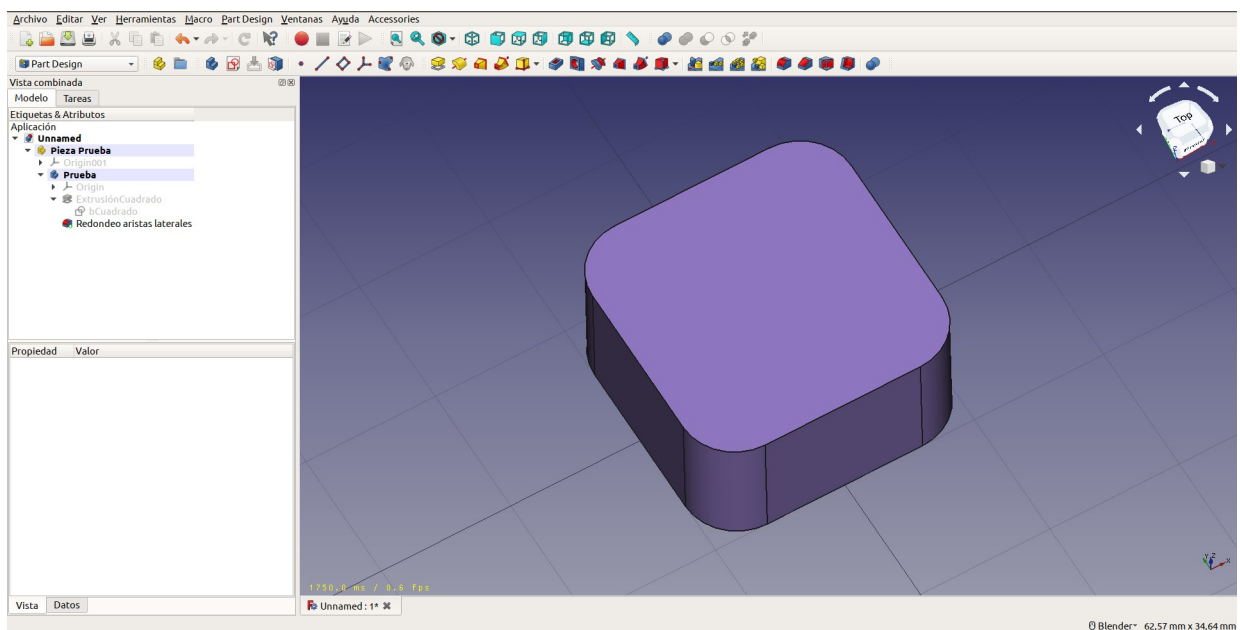 Archivo Editar Ver Herramientas Macro Part Design Ventanas Ayuda Accessories
Part Design
Vista combinada
Modelo Tareas
Etiquetas & Atributos
Aplicación
Unnamed
Pieza Prueba
Origin001
Prueba
Origin
ExtrusiónCuadrado
bCuadrado
Redondeo aristas laterales
Top
Propiedad Valor
1750.0 ms / 0.6 fps
Y Z X
Vista Datos
Unnamed : 1*
Blender 62,57 mm x 34,64 mm